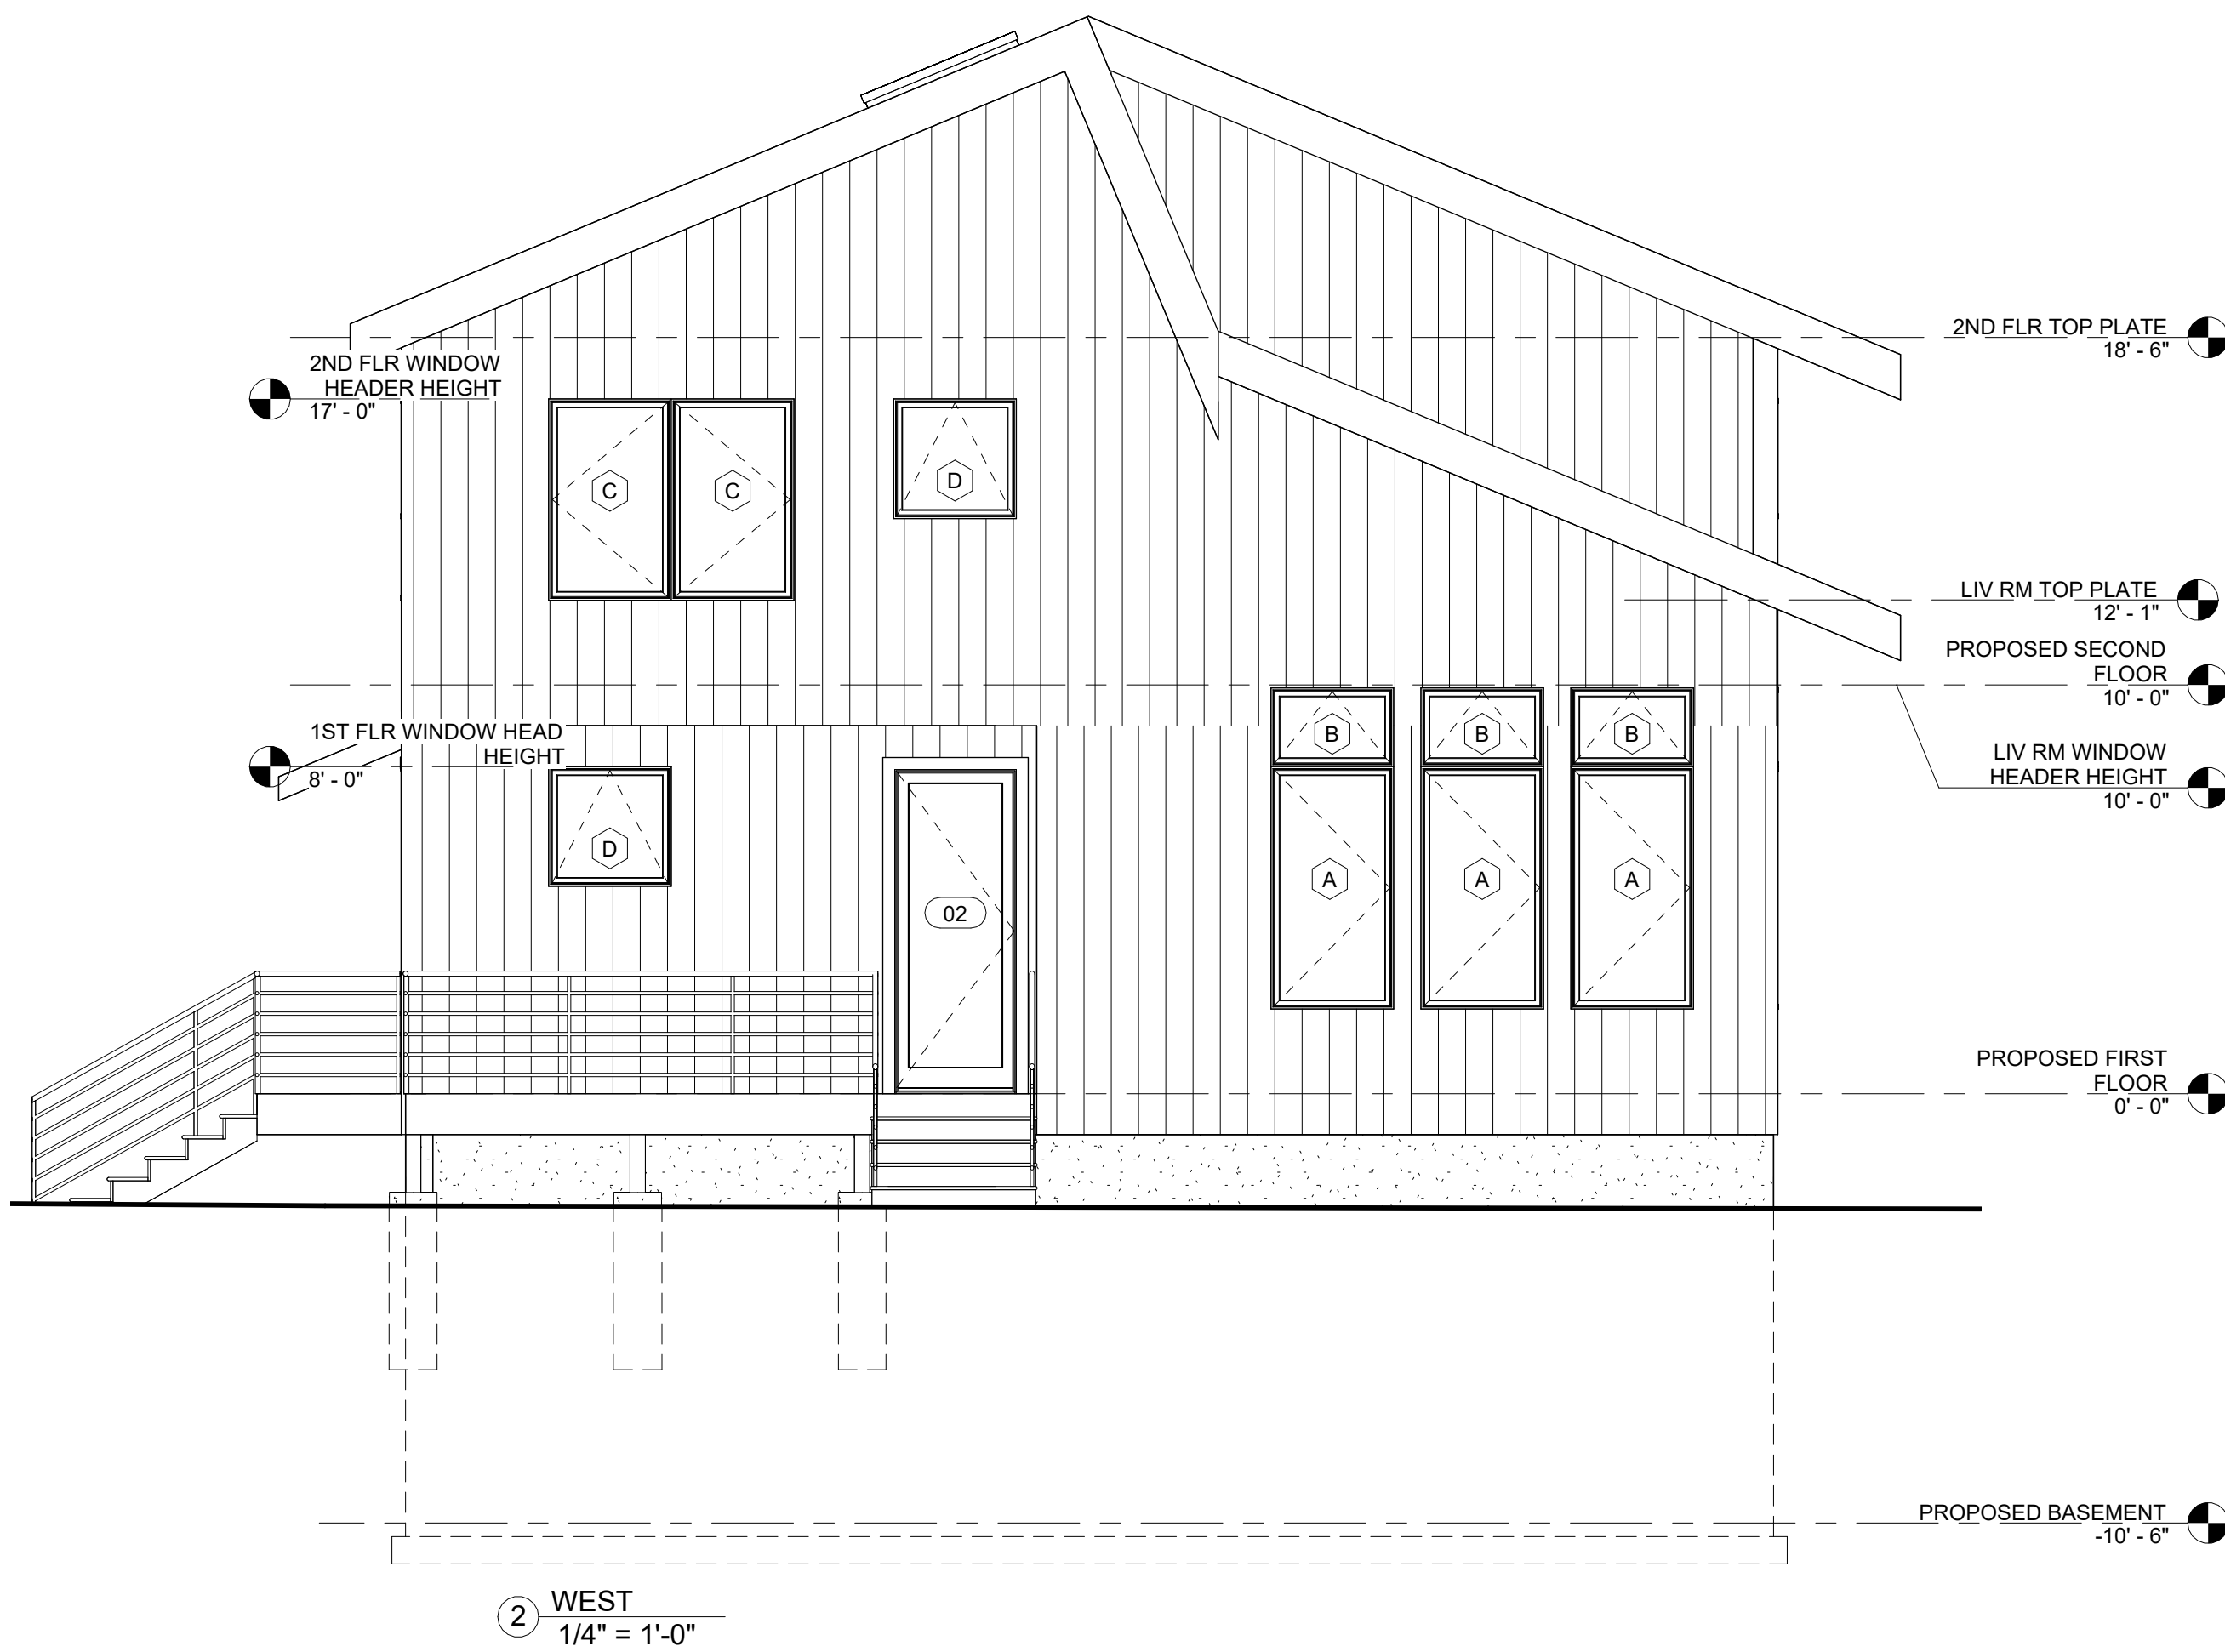 2ND FLR TOP PLATE
18' - 6"
2ND FLR WINDOW
HEADER HEIGHT
17' - 0"
C
C
D
LIV RM TOP PLATE
12' - 1"
PROPOSED SECOND
FLOOR
10' - 0"
1ST FLR WINDOW HEAD
HEIGHT
8' - 0"
B
B
B
LIV RM WINDOW
HEADER HEIGHT
10' - 0"
D
A
A
A
02
PROPOSED FIRST
FLOOR
0' - 0"
PROPOSED BASEMENT
-10' - 6"
2
WEST
1/4" = 1'-0"